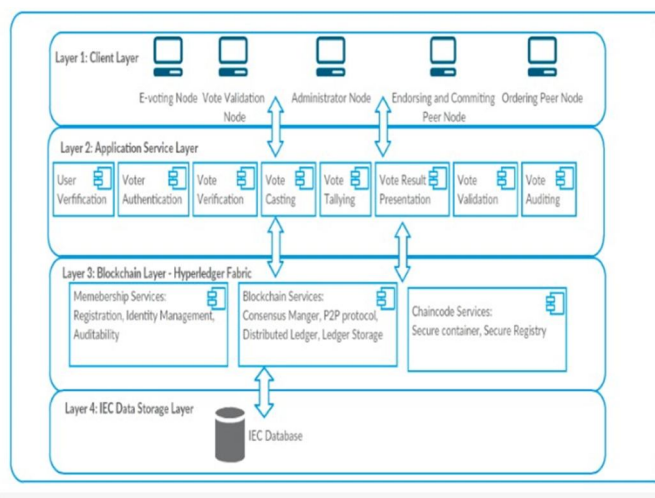 Layer 1: Client Layer
E-voting Node Vote Validation Administrator Node Endorsing and Commiting Ordering Peer Node
Node Peer Node
Layer 2: Application Service Layer
User Voter Vote Vote Vote Vote Result Vote Vote
Verfification Authentication Verification Casting Tallying Presentation Validation Auditing
Layer 3: Blockchain Layer - Hyperledger Fabric
Memebership Services:
Registration, Identity Management,
Auditability
Blockchain Services:
Consensus Manger, P2P protocol,
Distributed Ledger, Ledger Storage
Chaincode Services:
Secure container, Secure Registry
Layer 4: IEC Data Storage Layer
IEC Database